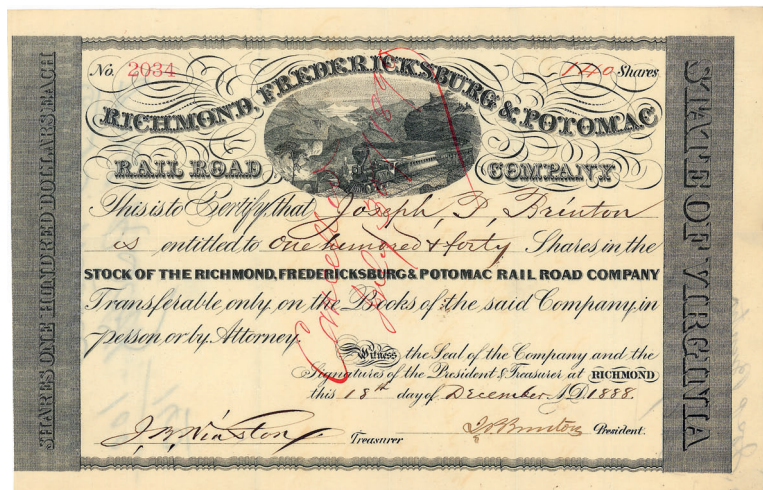 No. 2034
140 Shares
RICHMOND, FREDERICKSBURG & POTOMAC
RAIL ROAD COMPANY
This is to Certify that Joseph, D, Brinton
is entitled to one hundred & forty Shares in the
STOCK OF THE RICHMOND, FREDERICKSBURG & POTOMAC RAIL ROAD COMPANY
Transferable only on the Books of the said Company in
person or by Attorney.
Witness the Seal of the Company and the
Signatures of the President & Treasurer at RICHMOND
this 13th day of December A.D. 1888.
J. B. Winston Treasurer
President.
SHARES ONE HUNDRED DOLLARS EACH
STATE OF VIRGINIA
Cancelled